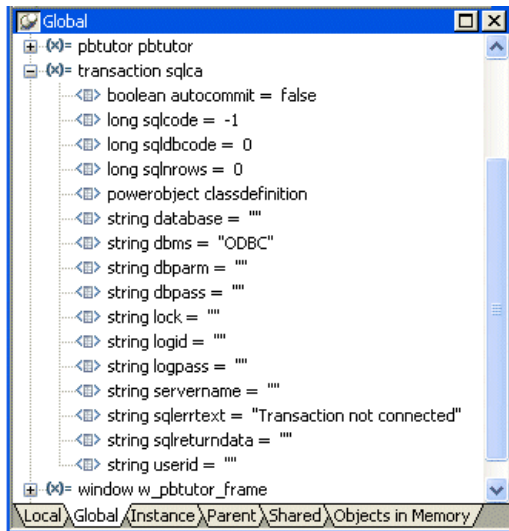 Global
(x)= pbtutor pbtutor
(x)= transaction sqlca
boolean autocommit = false
long sqlcode = -1
long sqldbcode = 0
long sqlnrows = 0
powerobject classdefinition
string database = ""
string dbms = "ODBC"
string dbparm = ""
string dbpass = ""
string lock = ""
string logid = ""
string logpass = ""
string servername = ""
string sqlerrtext = "Transaction not connected"
string sqlreturndata = ""
string userid = ""
(x)= window w_pbtutor_frame
Local Global Instance Parent Shared Objects in Memory